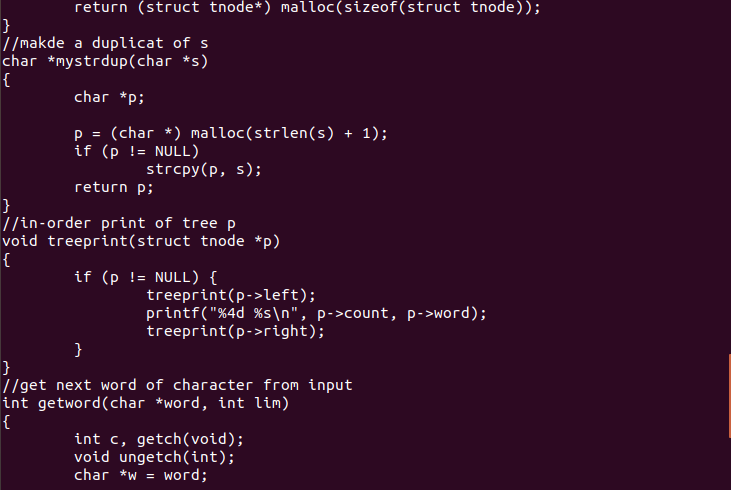 return (struct tnode*) malloc(sizeof(struct tnode));
}
//makde a duplicat of s
char *mystrdup(char *s)
{
        char *p;

        p = (char *) malloc(strlen(s) + 1);
        if (p != NULL)
                strcpy(p, s);
        return p;
}
//in-order print of tree p
void treeprint(struct tnode *p)
{
        if (p != NULL) {
                treeprint(p->left);
                printf("%4d %s\n", p->count, p->word);
                treeprint(p->right);
        }
}
//get next word of character from input
int getword(char *word, int lim)
{
        int c, getch(void);
        void ungetch(int);
        char *w = word;